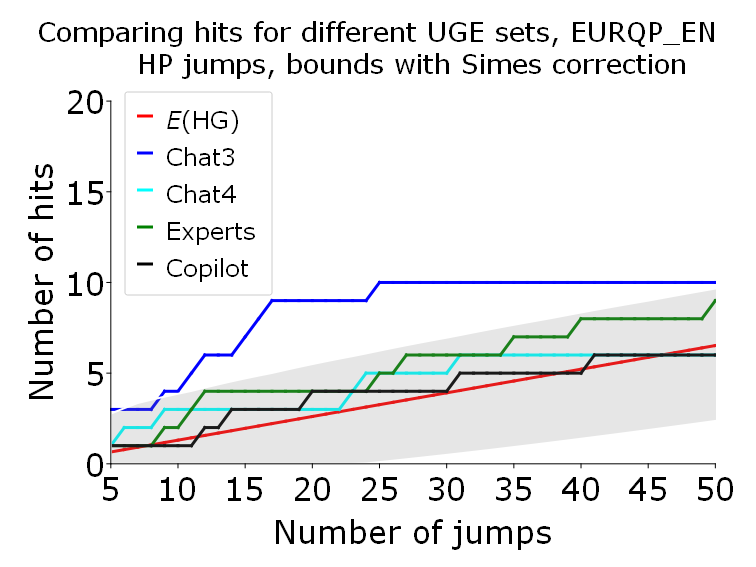 Comparing hits for different UGE sets, EURQP_EN
HP jumps, bounds with Simes correction
Number of hits
20
15
10
5
0
E(HG)
Chat3
Chat4
Experts
Copilot
5 10 15 20 25 30 35 40 45 50
Number of jumps